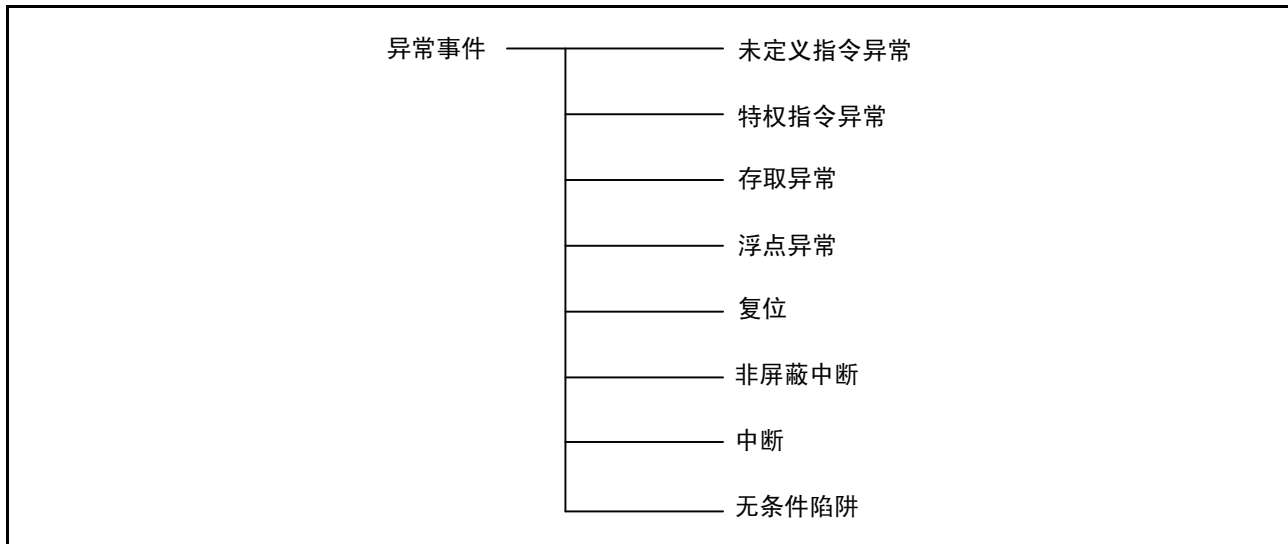 异常事件
未定义指令异常
特权指令异常
存取异常
浮点异常
复位
非屏蔽中断
中断
无条件陷阱